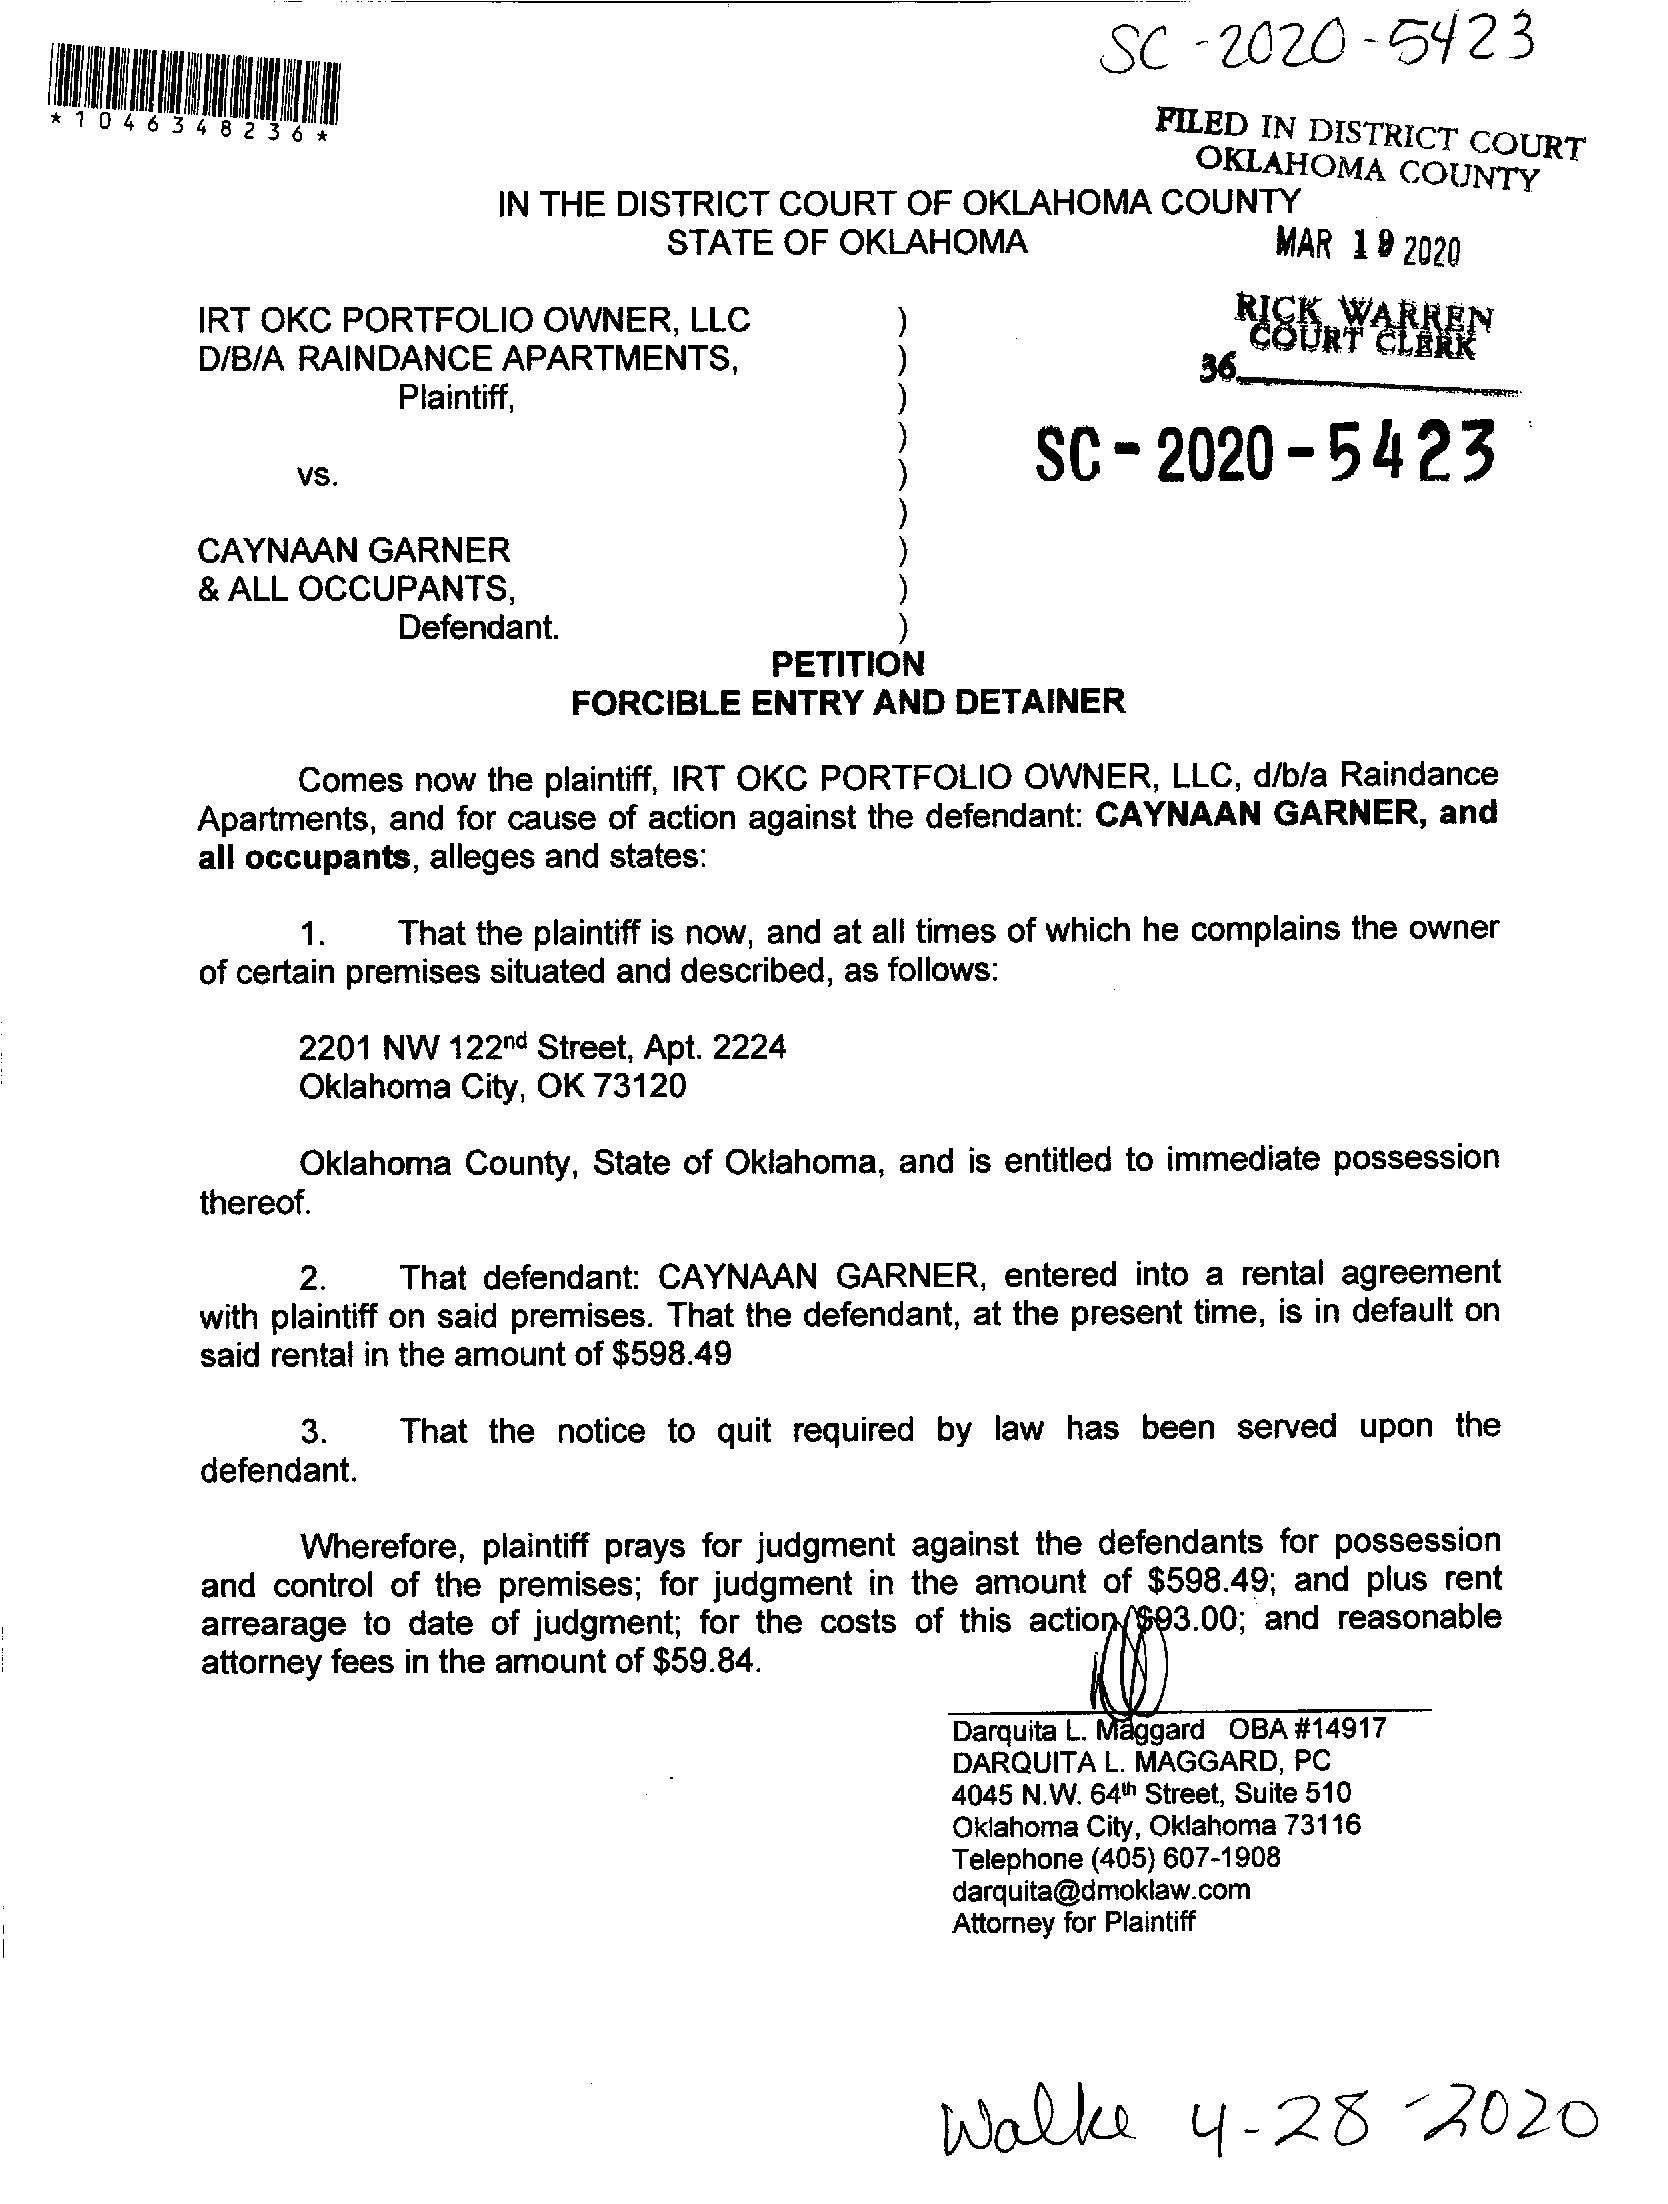 SC-2020-5423
*1046348236*
FILED IN DISTRICT COURT
OKLAHOMA COUNTY
IN THE DISTRICT COURT OF OKLAHOMA COUNTY
STATE OF OKLAHOMA
MAR 19 2020
RICK WARREN
COURT CLERK
36
SC-2020-5423
IRT OKC PORTFOLIO OWNER, LLC )
D/B/A RAINDANCE APARTMENTS, )
Plaintiff, )
)
vs. )
)
CAYNAAN GARNER )
& ALL OCCUPANTS, )
Defendant. )
PETITION
FORCIBLE ENTRY AND DETAINER
Comes now the plaintiff, IRT OKC PORTFOLIO OWNER, LLC, d/b/a Raindance
Apartments, and for cause of action against the defendant: CAYNAAN GARNER, and
all occupants, alleges and states:
1. That the plaintiff is now, and at all times of which he complains the owner
of certain premises situated and described, as follows:
2201 NW 122nd Street, Apt. 2224
Oklahoma City, OK 73120
Oklahoma County, State of Oklahoma, and is entitled to immediate possession
thereof.
2. That defendant: CAYNAAN GARNER, entered into a rental agreement
with plaintiff on said premises. That the defendant, at the present time, is in default on
said rental in the amount of $598.49
3. That the notice to quit required by law has been served upon the
defendant.
Wherefore, plaintiff prays for judgment against the defendants for possession
and control of the premises; for judgment in the amount of $598.49; and plus rent
arrearage to date of judgment; for the costs of this action $93.00; and reasonable
attorney fees in the amount of $59.84.
Darquita L. Maggard OBA #14917
DARQUITA L. MAGGARD, PC
4045 N.W. 64th Street, Suite 510
Oklahoma City, Oklahoma 73116
Telephone (405) 607-1908
darquita@dmoklaw.com
Attorney for Plaintiff
Walke 4-28-2020